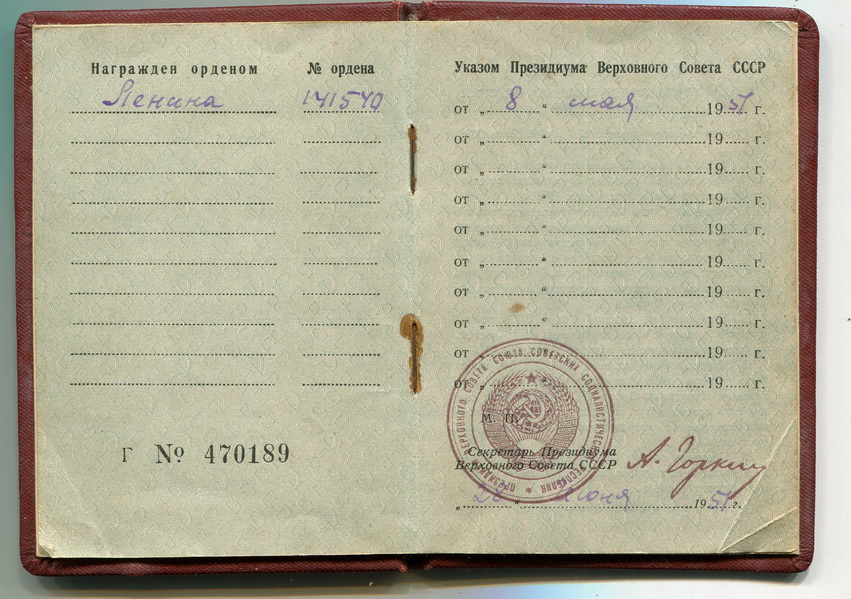 Награжден орденом
№ ордена
Ленина
141540
Г № 470189
Указом Президиума Верховного Совета СССР
от „ 8 “ мая 1951 г.
от „ “ 19 г.
от „ “ 19 г.
от „ “ 19 г.
от „ “ 19 г.
от „ “ 19 г.
от „ “ 19 г.
от „ “ 19 г.
от „ “ 19 г.
от „ “ 19 г.
М. П.
Секретарь Президиума
Верховного Совета СССР
А. Горкин
„ “ июня 1951 г.